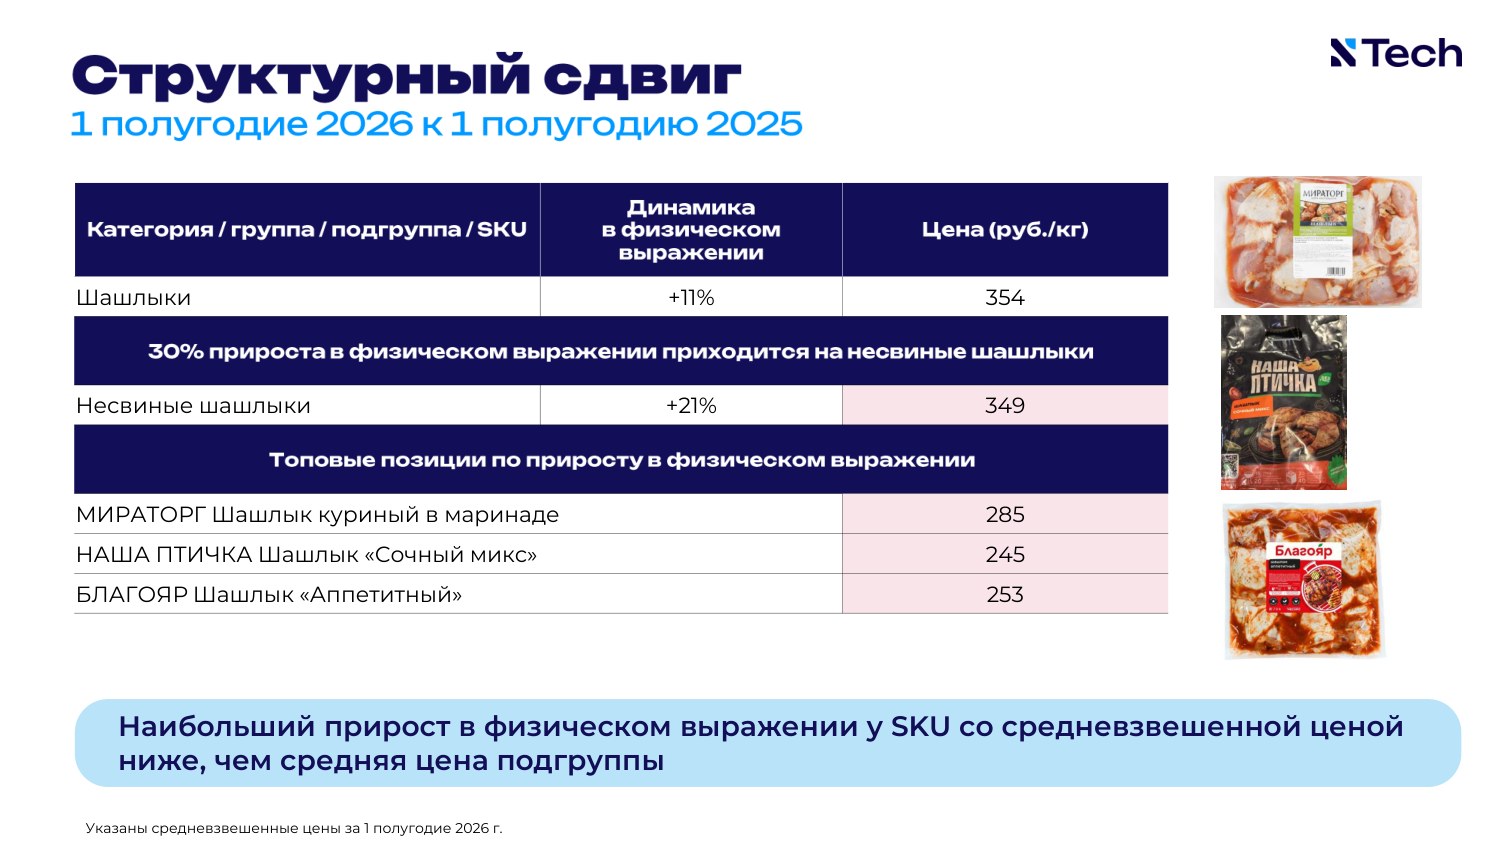 Структурный сдвиг
Tech
1 полугодие 2026 к 1 полугодию 2025
Категория / группа / подгруппа / SKU
Динамика
в физическом
выражении
Цена (руб./кг)
Шашлыки +11% 354
30% прироста в физическом выражении приходится на несвиные шашлыки
Несвиные шашлыки +21% 349
Топовые позиции по приросту в физическом выражении
МИРАТОРГ Шашлык куриный в маринаде 285
НАША ПТИЧКА Шашлык «Сочный микс» 245
БЛАГОЯР Шашлык «Аппетитный» 253
МИРАТОРГ
НАША
ПТИЧКА
Благояр
Наибольший прирост в физическом выражении у SKU со средневзвешенной ценой
ниже, чем средняя цена подгруппы
Указаны средневзвешенные цены за 1 полугодие 2026 г.